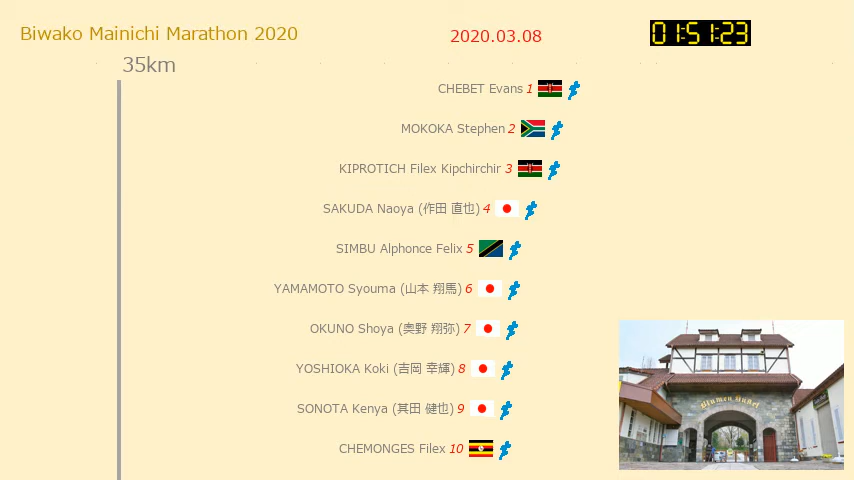 Biwako Mainichi Marathon 2020
2020.03.08
01:51:23
35km
CHEBET Evans 1
MOKOKA Stephen 2
KIPROTICH Filex Kipchirchir 3
SAKUDA Naoya (作田 直也) 4
SIMBU Alphonce Felix 5
YAMAMOTO Syouma (山本 翔馬) 6
OKUNO Shoya (奥野 翔弥) 7
YOSHIOKA Koki (吉岡 幸輝) 8
SONOTA Kenya (其田 健也) 9
CHEMONGES Filex 10
Blumen Hügel